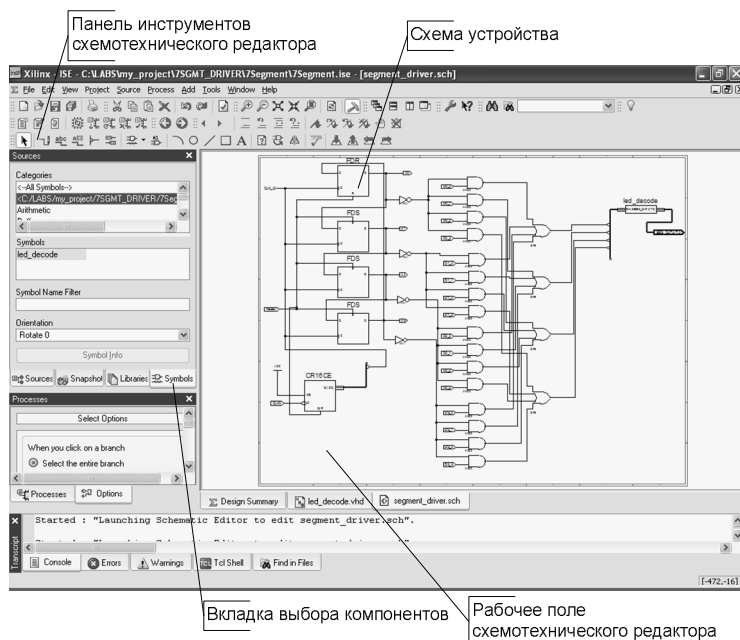 Панель инструментов
схемотехнического редактора
Схема устройства
Xilinx - ISE - C:\LABS\my_project\7SGMT_DRIVER\7Segment\7Segment.ise - [segment_driver.sch]
File Edit View Project Source Process Add Tools Window Help
Sources
Categories
<--All Symbols-->
<C:/LABS/my_project/7SGMT_DRIVER/7Seg
Arithmetic
Symbols
led_decode
Symbol Name Filter
Orientation
Rotate 0
Symbol Info
Sources Snapshot Libraries Symbols
Processes
Select Options
When you click on a branch
Select the entire branch
Processes Options
FDR
FDS
FDS
FDS
CR16CE
led_decode
Design Summary led_decode.vhd segment_driver.sch
Transcript
Started : "Launching Schematic Editor to edit segment_driver.sch".
Console Errors Warnings Tcl Shell Find in Files
[-472,-16]
Вкладка выбора компонентов
Рабочее поле
схемотехнического редактора